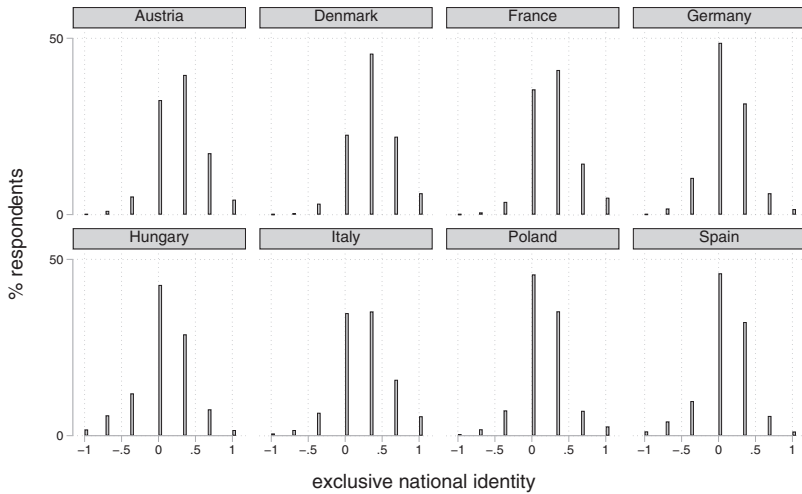 Austria Denmark France Germany
50
0
Hungary Italy Poland Spain
50
0
−1 −.5 0 .5 1 −1 −.5 0 .5 1 −1 −.5 0 .5 1 −1 −.5 0 .5 1
% respondents
exclusive national identity